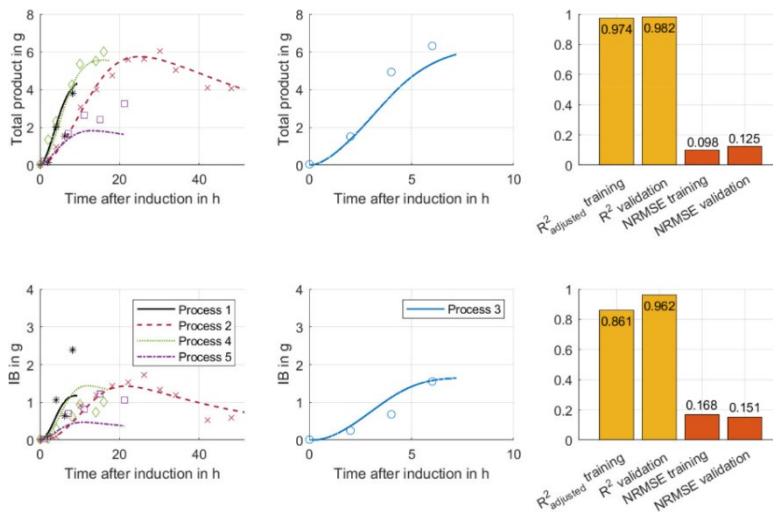 Total product in g
8
6
4
2
0
0
20
40
Time after induction in h
Total product in g
8
6
4
2
0
0
5
10
Time after induction in h
1
0.8
0.6
0.4
0.2
0
0.974
0.982
0.098
0.125
R²adjusted training
R² validation
NRMSE training
NRMSE validation
IB in g
4
3
2
1
0
0
20
40
Time after induction in h
Process 1
Process 2
Process 4
Process 5
IB in g
4
3
2
1
0
0
5
10
Time after induction in h
Process 3
1
0.8
0.6
0.4
0.2
0
0.861
0.962
0.168
0.151
R²adjusted training
R² validation
NRMSE training
NRMSE validation